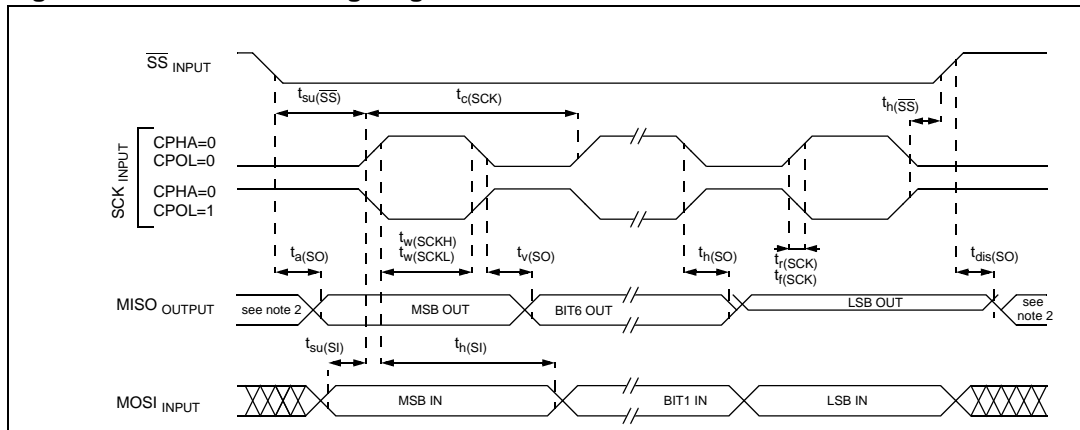 SS INPUT
tsu(SS)
tc(SCK)
th(SS)
SCK INPUT
CPHA=0
CPOL=0
CPHA=0
CPOL=1
ta(SO)
tw(SCKH)
tw(SCKL)
tv(SO)
th(SO)
tr(SCK)
tf(SCK)
tdis(SO)
MISO OUTPUT
see note 2
MSB OUT
BIT6 OUT
LSB OUT
see
note 2
tsu(SI)
th(SI)
MOSI INPUT
MSB IN
BIT1 IN
LSB IN